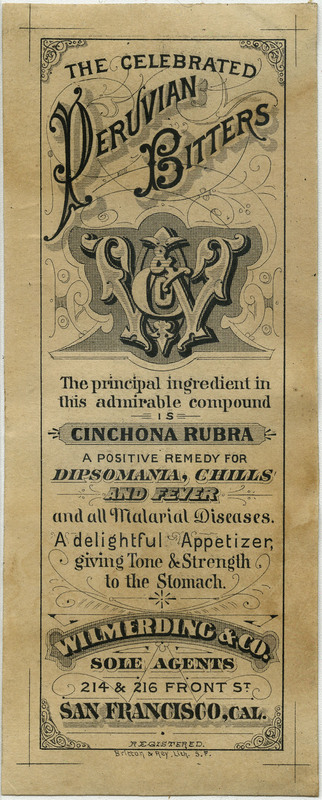 THE CELEBRATED
PERUVIAN
BITTERS
W & Co
The principal ingredient in
this admirable compound
IS
CINCHONA RUBRA
A POSITIVE REMEDY FOR
DIPSOMANIA, CHILLS
AND FEVER
and all Malarial Diseases.
A delightful Appetizer,
giving Tone & Strength
to the Stomach.
WILMERDING & CO.
SOLE AGENTS
214 & 216 FRONT ST.
SAN FRANCISCO, CAL.
REGISTERED.
Britton & Rey, Lith. S.F.